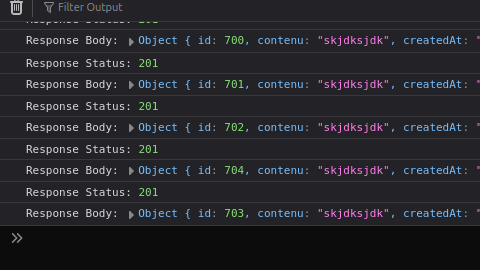 Filter Output
Response Status: 201
Response Body: Object { id: 700, contenu: "skjdksjdk", createdAt: "
Response Status: 201
Response Body: Object { id: 701, contenu: "skjdksjdk", createdAt: "
Response Status: 201
Response Body: Object { id: 702, contenu: "skjdksjdk", createdAt: "
Response Status: 201
Response Body: Object { id: 704, contenu: "skjdksjdk", createdAt: "
Response Status: 201
Response Body: Object { id: 703, contenu: "skjdksjdk", createdAt: "